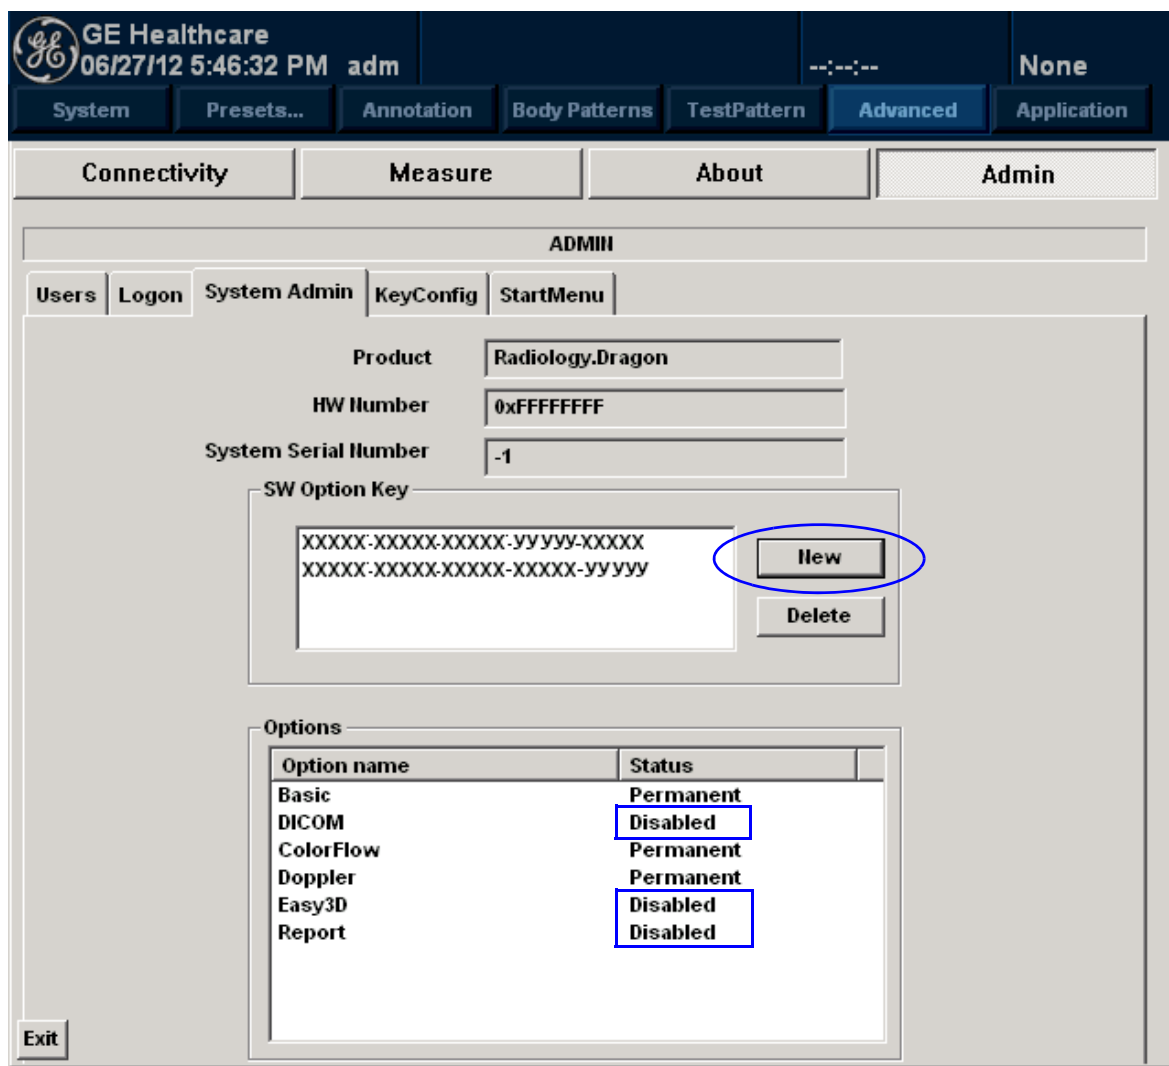 GE Healthcare
06/27/12 5:46:32 PM adm --:--:-- None
System Presets... Annotation Body Patterns TestPattern Advanced Application
Connectivity Measure About Admin
ADMIN
Users Logon System Admin KeyConfig StartMenu
Product Radiology.Dragon
HW Number 0xFFFFFFFF
System Serial Number -1
SW Option Key
XXXXX-XXXXX-XXXXX-yyyyy-XXXXX
XXXXX-XXXXX-XXXXX-XXXXX-yyyyy
New
Delete
Options
Option name Status
Basic Permanent
DICOM Disabled
ColorFlow Permanent
Doppler Permanent
Easy3D Disabled
Report Disabled
Exit